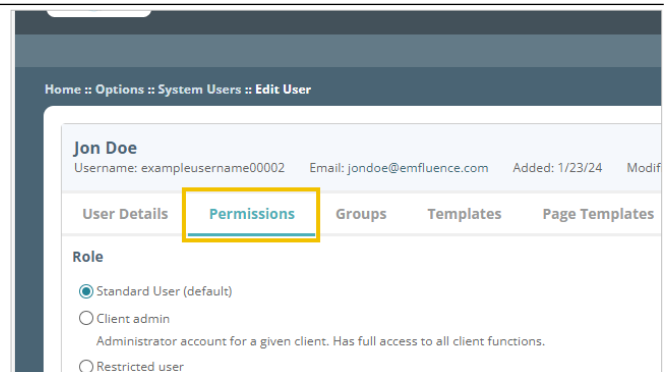 Home :: Options :: System Users :: Edit User
Jon Doe
Username: exampleusername00002 Email: jondoe@emfluence.com Added: 1/23/24 Modif
User Details Permissions Groups Templates Page Templates
Role
Standard User (default)
Client admin
Administrator account for a given client. Has full access to all client functions.
Restricted user